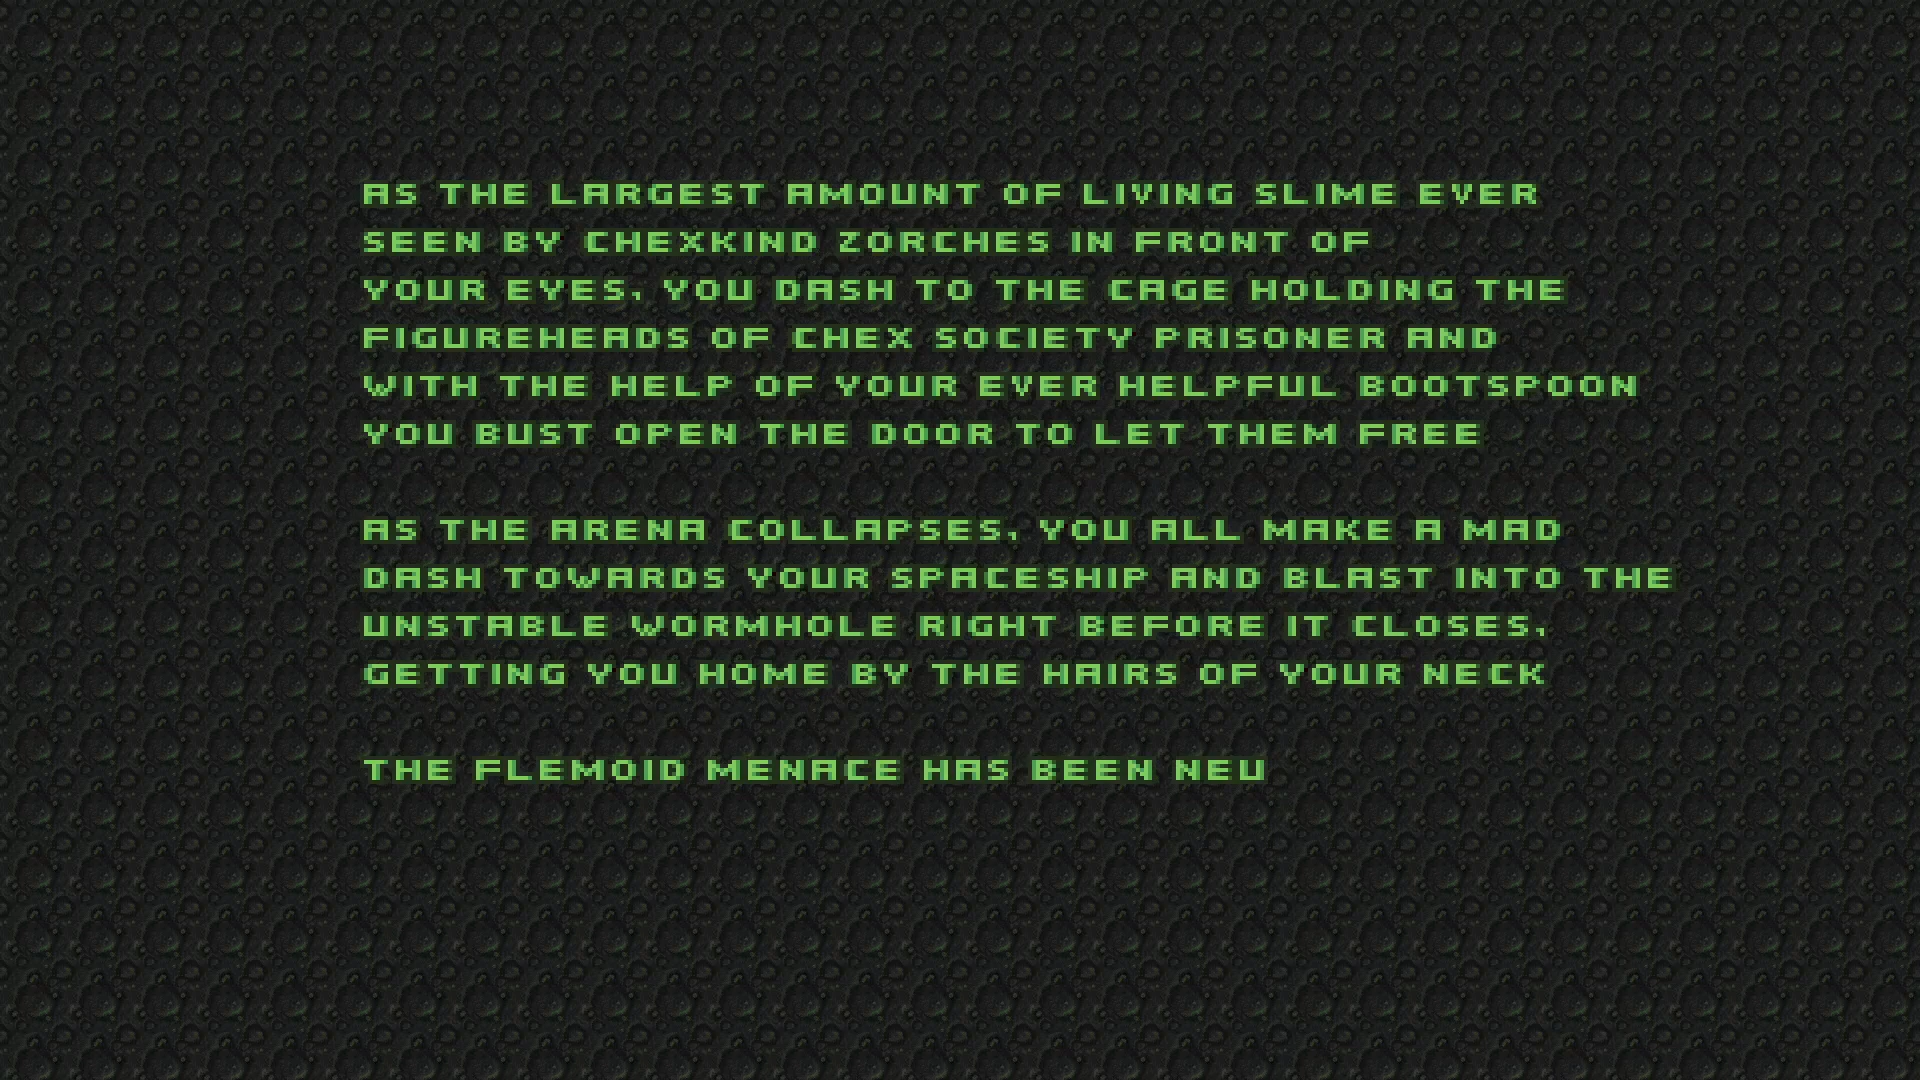 AS THE LARGEST AMOUNT OF LIVING SLIME EVER
SEEN BY CHEXKIND ZORCHES IN FRONT OF
YOUR EYES, YOU DASH TO THE CAGE HOLDING THE
FIGUREHEADS OF CHEX SOCIETY PRISONER AND
WITH THE HELP OF YOUR EVER HELPFUL BOOTSPOON
YOU BUST OPEN THE DOOR TO LET THEM FREE
AS THE ARENA COLLAPSES, YOU ALL MAKE A MAD
DASH TOWARDS YOUR SPACESHIP AND BLAST INTO THE
UNSTABLE WORMHOLE RIGHT BEFORE IT CLOSES,
GETTING YOU HOME BY THE HAIRS OF YOUR NECK
THE FLEMOID MENACE HAS BEEN NEU